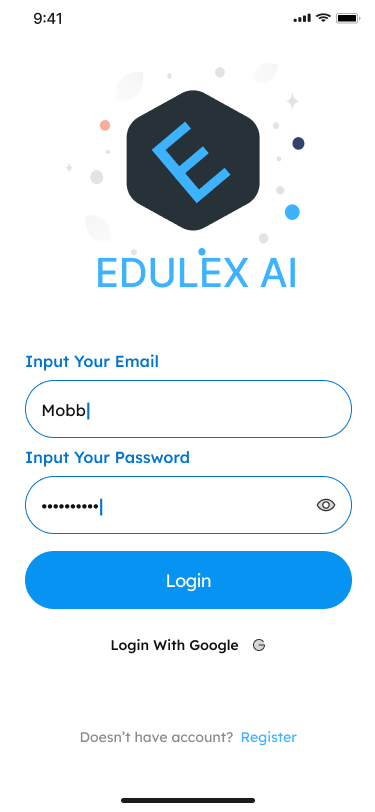 9:41
E
EDULEX AI
Input Your Email
Mobb
Input Your Password
••••••••••
Login
Login With Google G
Doesn't have account? Register